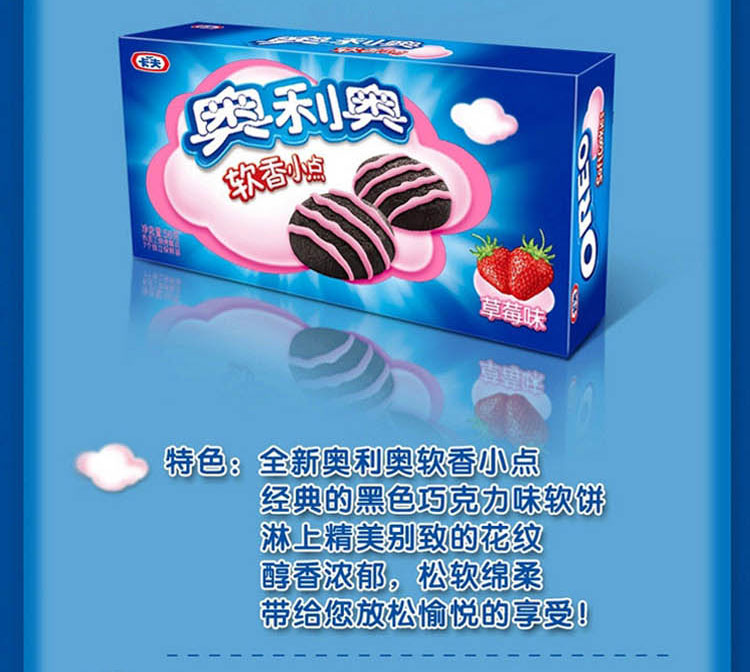 卡夫
奥利奥
软香小点
OREO
草莓味
特色：全新奥利奥软香小点
经典的黑色巧克力味软饼
淋上精美别致的花纹
醇香浓郁，松软绵柔
带给您放松愉悦的享受！